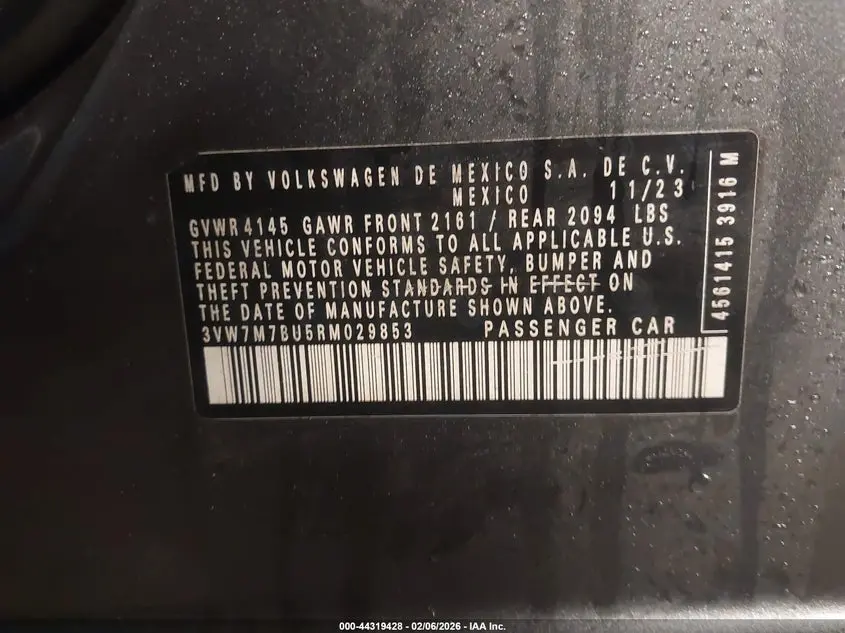 MFD BY VOLKSWAGEN DE MEXICO S.A. DE C.V.
MEXICO 11/23
GVWR 4145 GAWR FRONT 2161 / REAR 2094 LBS
THIS VEHICLE CONFORMS TO ALL APPLICABLE U.S.
FEDERAL MOTOR VEHICLE SAFETY, BUMPER AND
THEFT PREVENTION STANDARDS IN EFFECT ON
THE DATE OF MANUFACTURE SHOWN ABOVE.
3VW7M7BU5RM029853 PASSENGER CAR
4561415 3916 M
000-44319428 - 02/06/2026 - IAA Inc.